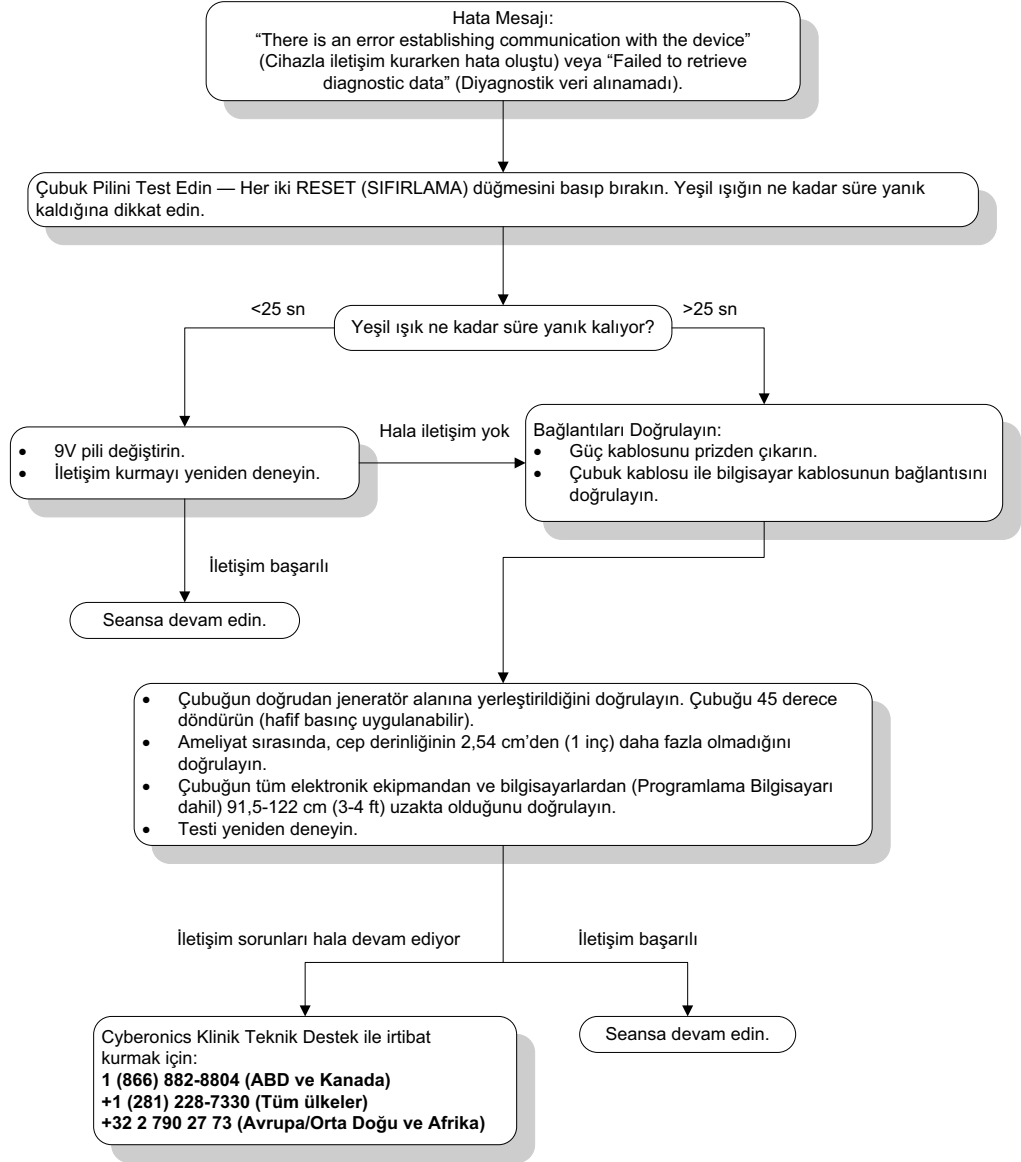 Hata Mesajı:
“There is an error establishing communication with the device”
(Cihazla iletişim kurarken hata oluştu) veya “Failed to retrieve
diagnostic data” (Diyagnostik veri alınamadı).
Çubuk Pilini Test Edin — Her iki RESET (SIFIRLAMA) düğmesini basıp bırakın. Yeşil ışığın ne kadar süre yanık
kaldığına dikkat edin.
<25 sn
Yeşil ışık ne kadar süre yanık kalıyor?
>25 sn
• 9V pili değiştirin.
• İletişim kurmayı yeniden deneyin.
Hala iletişim yok
Bağlantıları Doğrulayın:
• Güç kablosunu prizden çıkarın.
• Çubuk kablosu ile bilgisayar kablosunun bağlantısını
doğrulayın.
İletişim başarılı
Seansa devam edin.
• Çubuğun doğrudan jeneratör alanına yerleştirildiğini doğrulayın. Çubuğu 45 derece
döndürün (hafif basınç uygulanabilir).
• Ameliyat sırasında, cep derinliğinin 2,54 cm’den (1 inç) daha fazla olmadığını
doğrulayın.
• Çubuğun tüm elektronik ekipmandan ve bilgisayarlardan (Programlama Bilgisayarı
dahil) 91,5-122 cm (3-4 ft) uzakta olduğunu doğrulayın.
• Testi yeniden deneyin.
İletişim sorunları hala devam ediyor
İletişim başarılı
Cyberonics Klinik Teknik Destek ile irtibat
kurmak için:
1 (866) 882-8804 (ABD ve Kanada)
+1 (281) 228-7330 (Tüm ülkeler)
+32 2 790 27 73 (Avrupa/Orta Doğu ve Afrika)
Seansa devam edin.